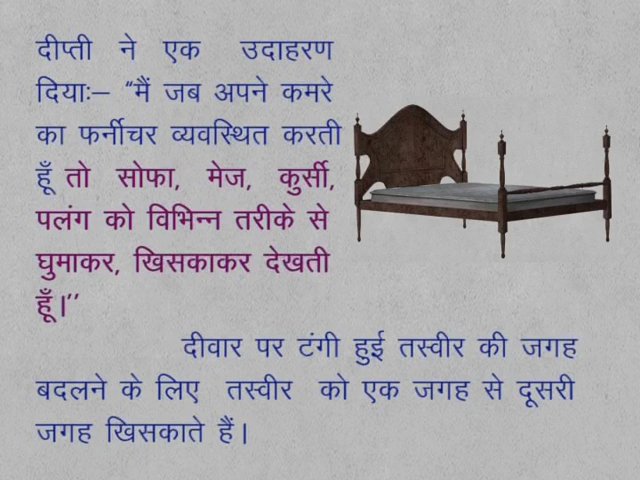 दीप्ती ने एक उदाहरण
दियाः– “मैं जब अपने कमरे
का फर्नीचर व्यवस्थित करती
हूँ तो सोफा, मेज, कुर्सी,
पलंग को विभिन्न तरीके से
घुमाकर, खिसकाकर देखती
हूँ।’’
दीवार पर टंगी हुई तस्वीर की जगह
बदलने के लिए तस्वीर को एक जगह से दूसरी
जगह खिसकाते हैं।